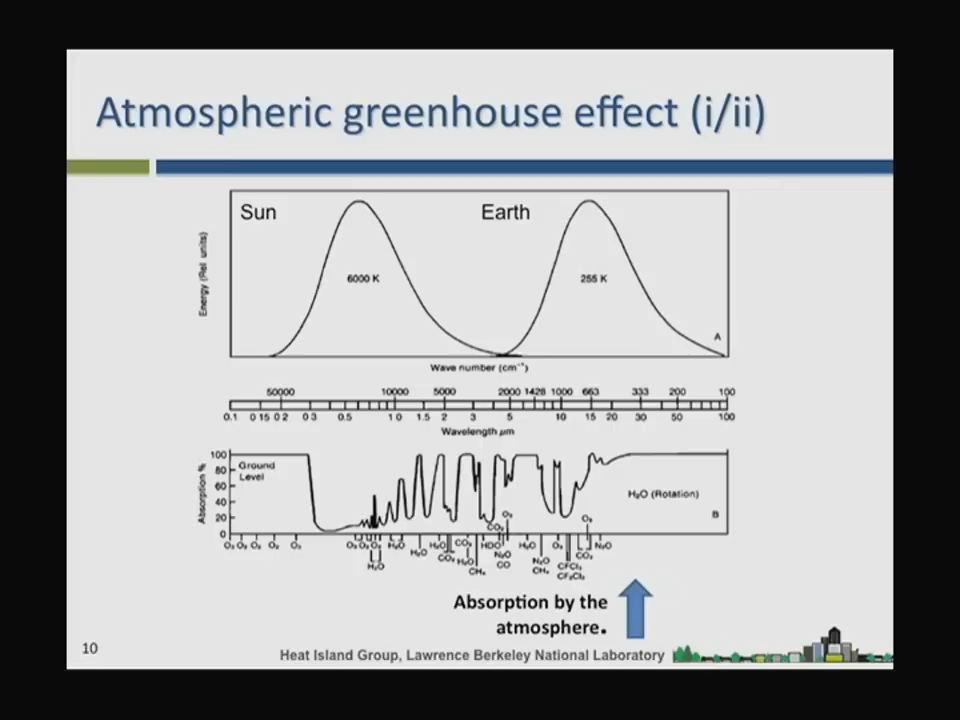 Atmospheric greenhouse effect (i/ii)
Sun
Earth
Energy (Rel units)
6000 K
255 K
A
Wave number (cm⁻¹)
50000 10000 5000 2000 1428 1000 663 333 200 100
0.1 0 15 0 2 0 3 0.5 1 0 1.5 2 3 5 10 15 20 30 50 100
Wavelength μm
Absorption %
100
80
60
40
20
0
Ground
Level
H₂O (Rotation)
B
O₃
CO₂
O₃
O₂ O₂ O₂ O₂ O₂ H₂O H₂O H₂O CO₂ HDO H₂O O₃ CO₂ N₂O
H₂O CO₂ H₂O CH₄ N₂O CO N₂O CH₄ CFCl₃ CF₂Cl₂
Absorption by the
atmosphere.
10
Heat Island Group, Lawrence Berkeley National Laboratory